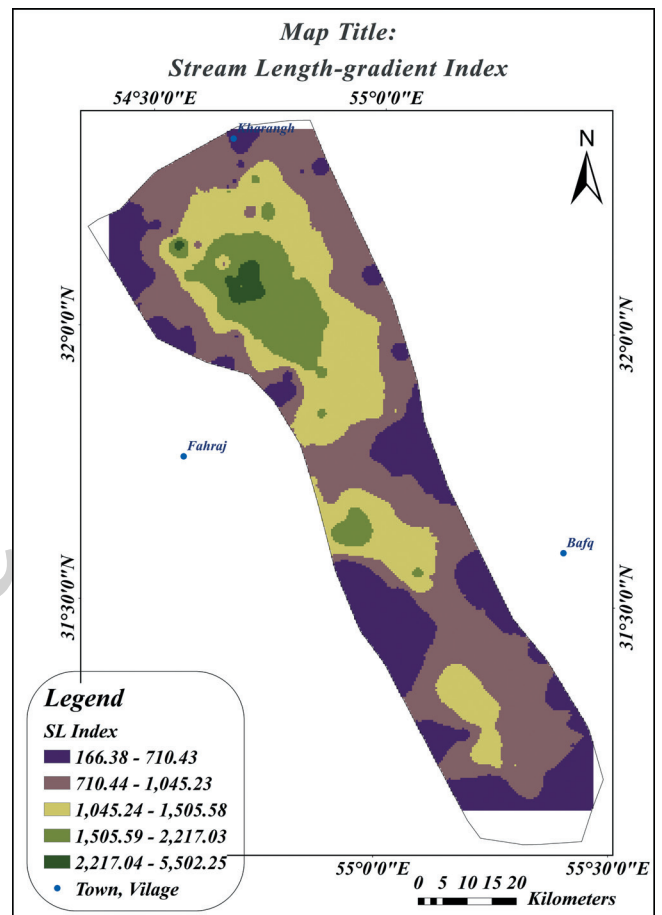 Map Title:
Stream Length-gradient Index
54°30'0"E
55°0'0"E
Kharangh
N
32°0'0"N
32°0'0"N
Fahraj
Bafq
31°30'0"N
31°30'0"N
Legend
SL Index
166.38 - 710.43
710.44 - 1,045.23
1,045.24 - 1,505.58
1,505.59 - 2,217.03
2,217.04 - 5,502.25
Town, Vilage
55°0'0"E
55°30'0"E
0 5 10 15 20
Kilometers